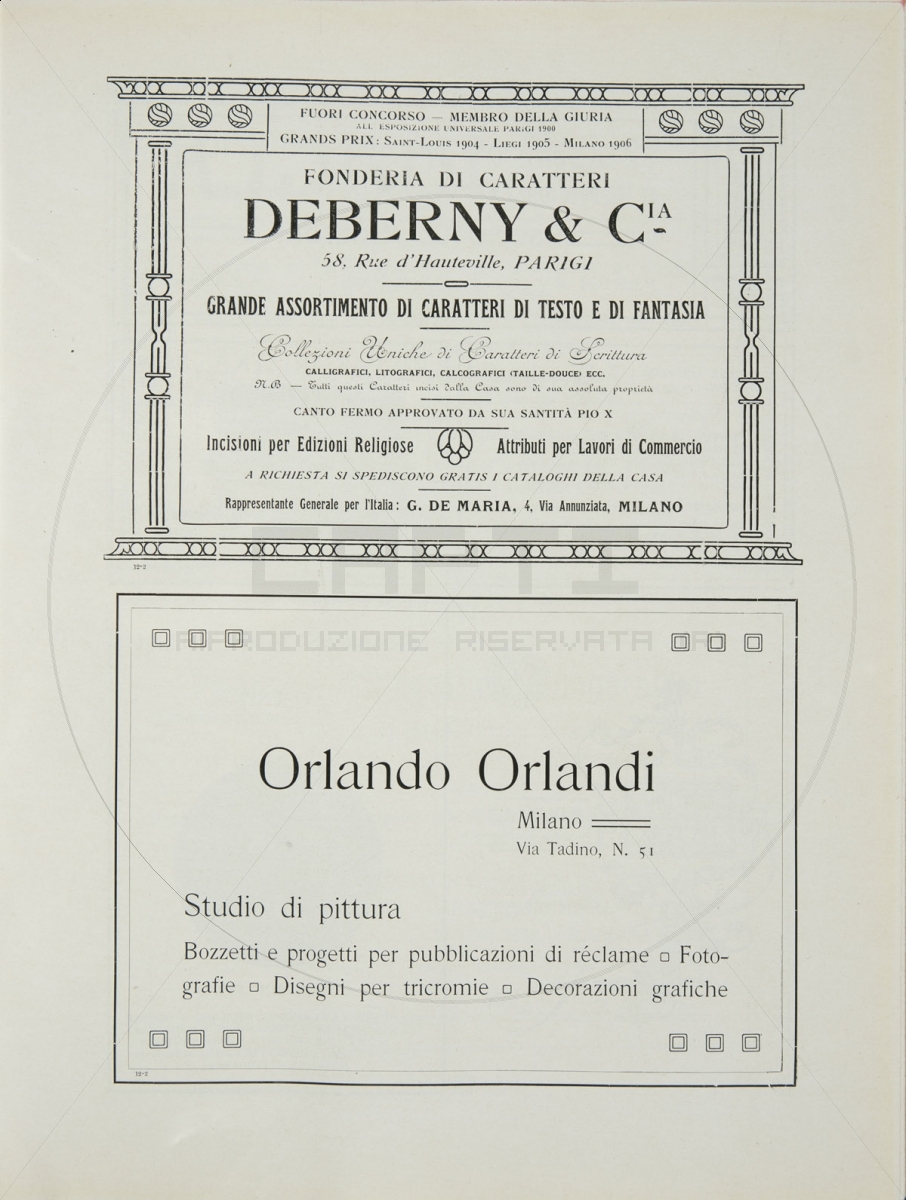 FUORI CONCORSO — MEMBRO DELLA GIURIA
ALL'ESPOSIZIONE UNIVERSALE PARIGI 1900
GRANDS PRIX: SAINT-LOUIS 1904 - LIEGI 1905 - MILANO 1906
FONDERIA DI CARATTERI
DEBERNY & CIA
58, Rue d'Hauteville, PARIGI
GRANDE ASSORTIMENTO DI CARATTERI DI TESTO E DI FANTASIA
Collezioni Uniche di Caratteri di Scrittura
CALLIGRAFICI, LITOGRAFICI, CALCOGRAFICI (TAILLE-DOUCE) ECC.
N.B — Tutti questi Caratteri incisi dalla Casa sono di sua assoluta proprietà
CANTO FERMO APPROVATO DA SUA SANTITÀ PIO X
Incisioni per Edizioni Religiose Attributi per Lavori di Commercio
A RICHIESTA SI SPEDISCONO GRATIS I CATALOGHI DELLA CASA
Rappresentante Generale per l'Italia: G. DE MARIA, 4, Via Annunziata, MILANO
12-2
CAPTI
RIPRODUZIONE RISERVATA
Orlando Orlandi
Milano
Via Tadino, N. 51
Studio di pittura
Bozzetti e progetti per pubblicazioni di réclame □ Foto-
grafie □ Disegni per tricromie □ Decorazioni grafiche
12-2